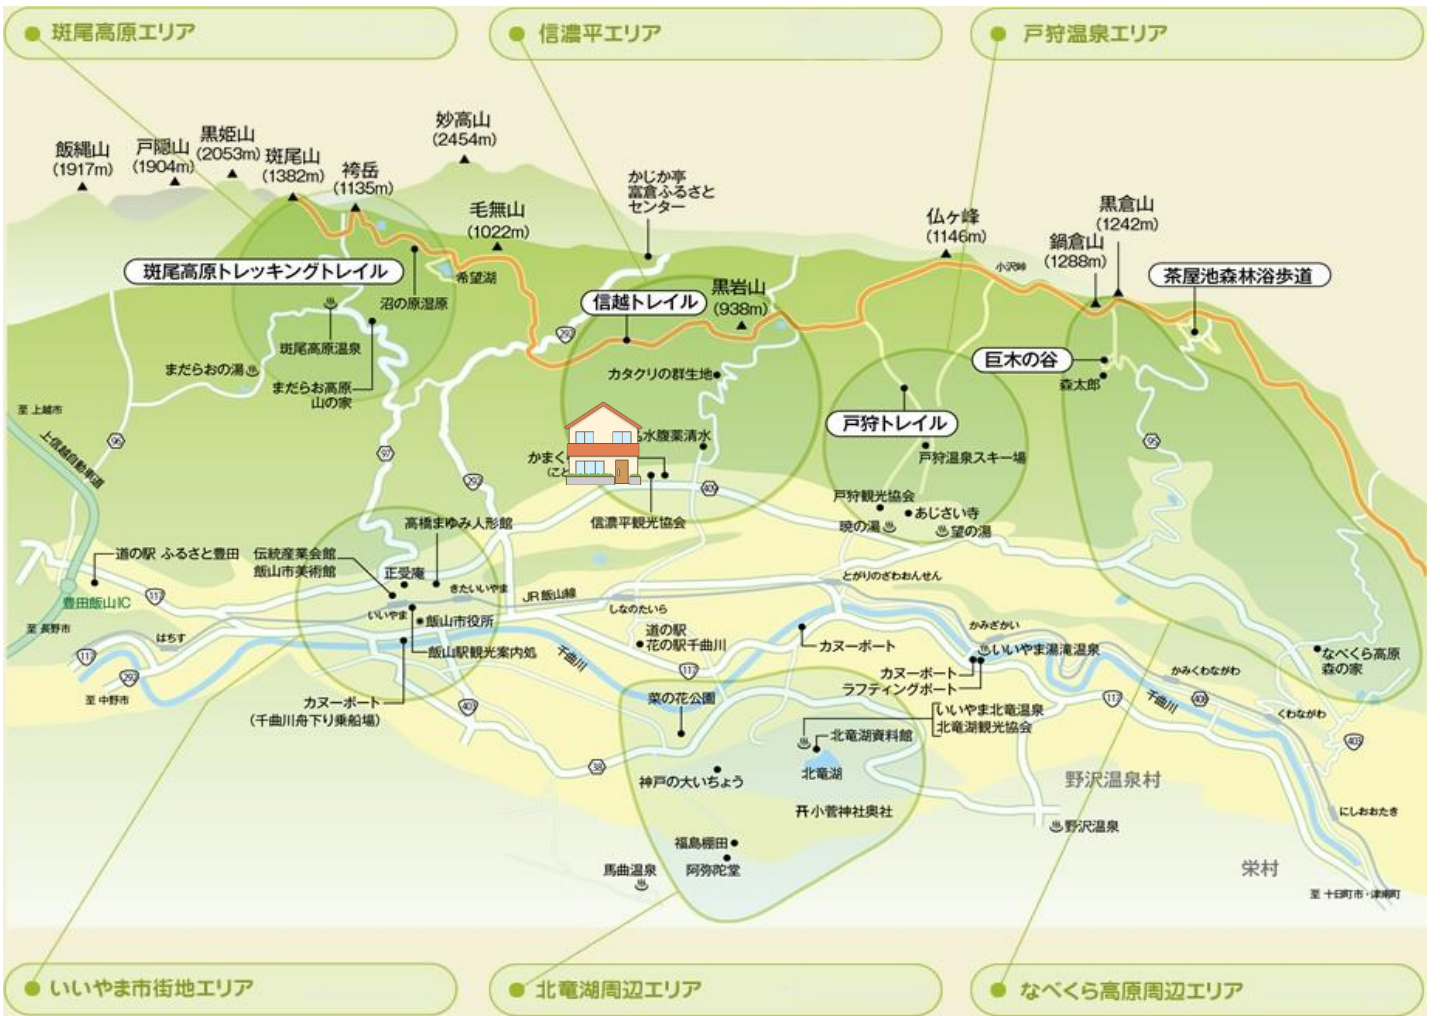 斑尾高原エリア
信濃平エリア
戸狩温泉エリア
飯縄山
(1917m)
戸隠山
(1904m)
黒姫山
(2053m)
斑尾山
(1382m)
袴岳
(1135m)
妙高山
(2454m)
毛無山
(1022m)
かじか亭
富倉ふるさと
センター
仏ヶ峰
(1146m)
黒倉山
(1242m)
鍋倉山
(1288m)
小沢峠
茶屋池森林浴歩道
斑尾高原トレッキングトレイル
希望湖
沼の原湿原
信越トレイル
黒岩山
(938m)
292
斑尾高原温泉
まだらおの湯
まだらお高原
山の家
カタクリの群生地
巨木の谷
森太郎
戸狩トレイル
至 上越市
上信越自動車道
96
97
292
水腹薬清水
かまく
(こと
409
95
戸狩温泉スキー場
戸狩観光協会
あじさい寺
暁の湯
望の湯
高橋まゆみ人形館
信濃平観光協会
道の駅 ふるさと豊田
伝統産業会館
飯山市美術館
正受庵
きたいいやま
JR飯山線
しなのたいら
とがりのざわおんせん
豊田飯山IC
117
いいやま
飯山市役所
至 長野市
はちす
飯山駅観光案内処
千曲川
道の駅
花の駅千曲川
カヌーポート
かみざかい
いいやま湯滝温泉
なべくら高原
森の家
117
292
至 中野市
カヌーポート
(千曲川舟下り乗船場)
403
117
菜の花公園
カヌーポート
ラフティングポート
かみくわながわ
117
千曲川
408
くわながわ
403
いいやま北竜温泉
北竜湖観光協会
北竜湖資料館
38
神戸の大いちょう
北竜湖
野沢温泉村
小菅神社奥社
野沢温泉
にしおおたき
福島棚田
阿弥陀堂
馬曲温泉
栄村
至 十日町市・津南町
いいやま市街地エリア
北竜湖周辺エリア
なべくら高原周辺エリア